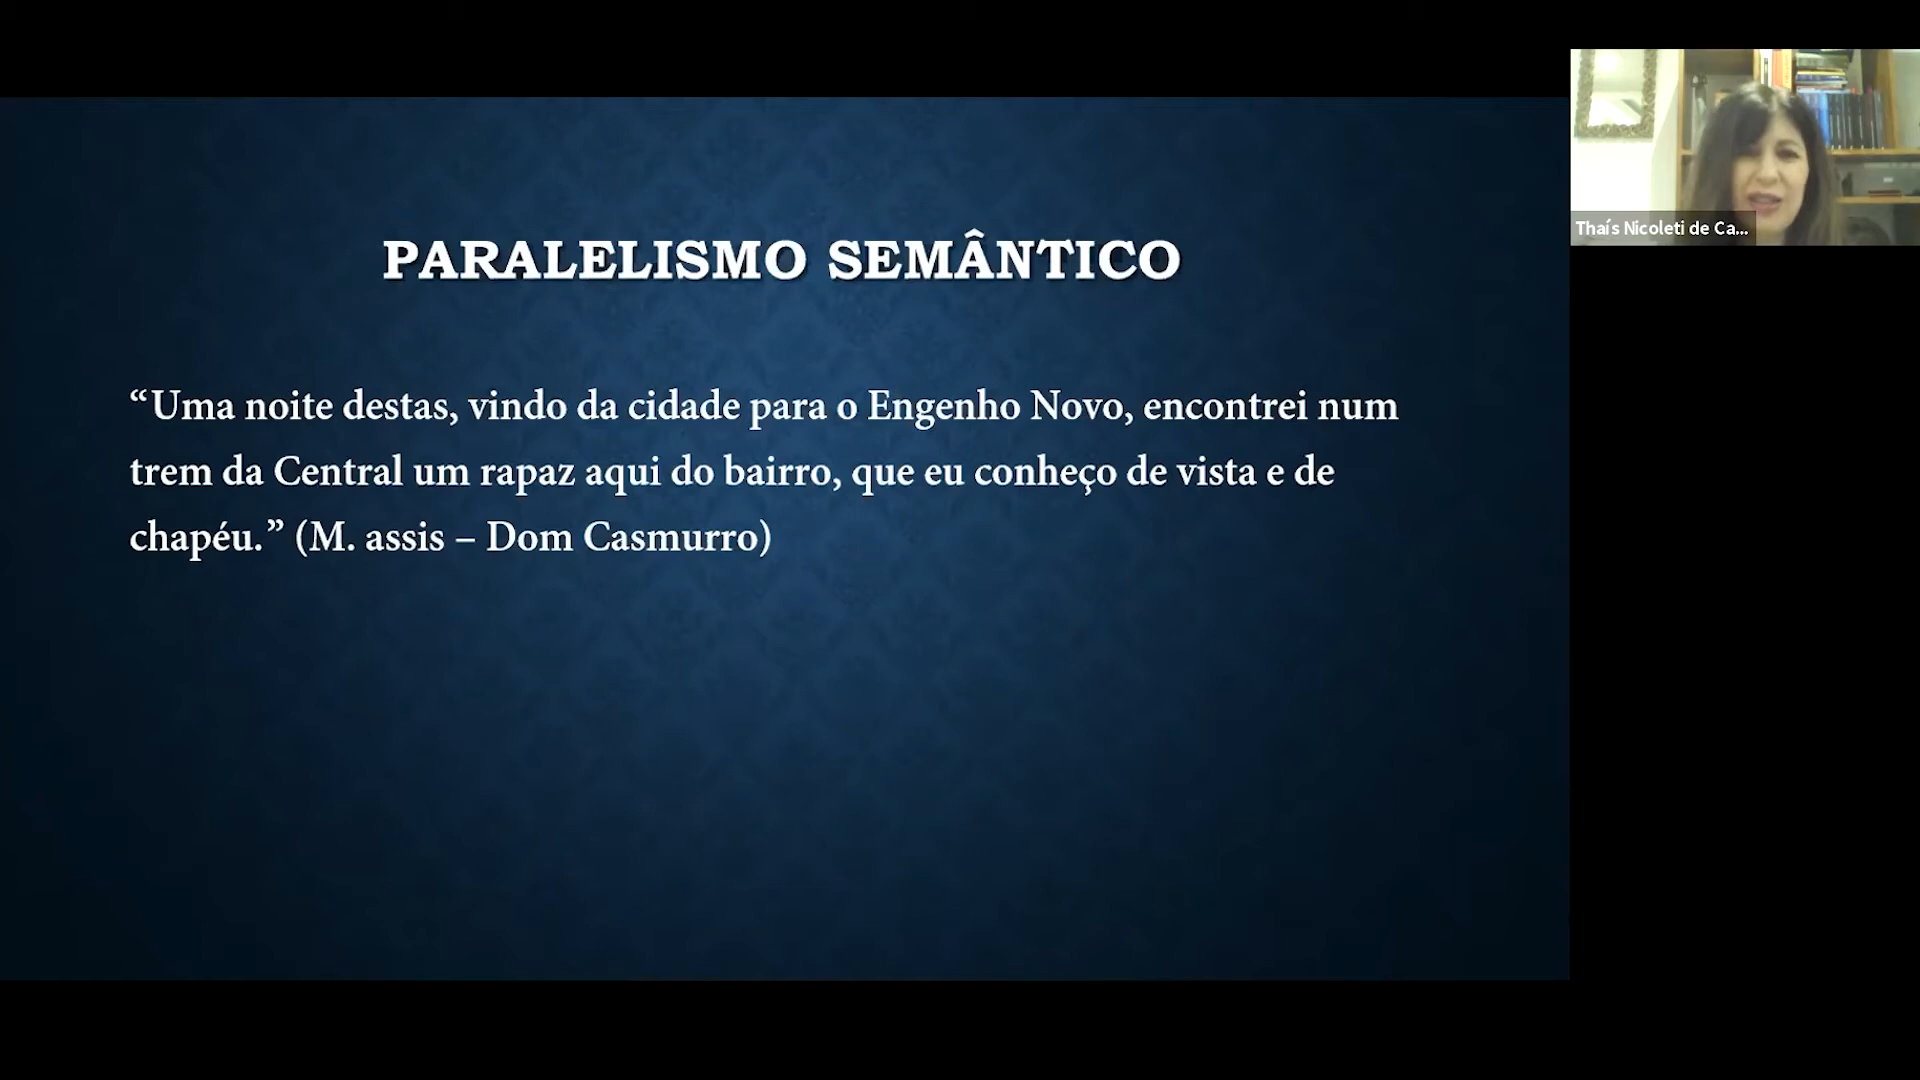 PARALELISMO SEMÂNTICO
“Uma noite destas, vindo da cidade para o Engenho Novo, encontrei num
trem da Central um rapaz aqui do bairro, que eu conheço de vista e de
chapéu.” (M. assis – Dom Casmurro)
Thaís Nicoleti de Ca...